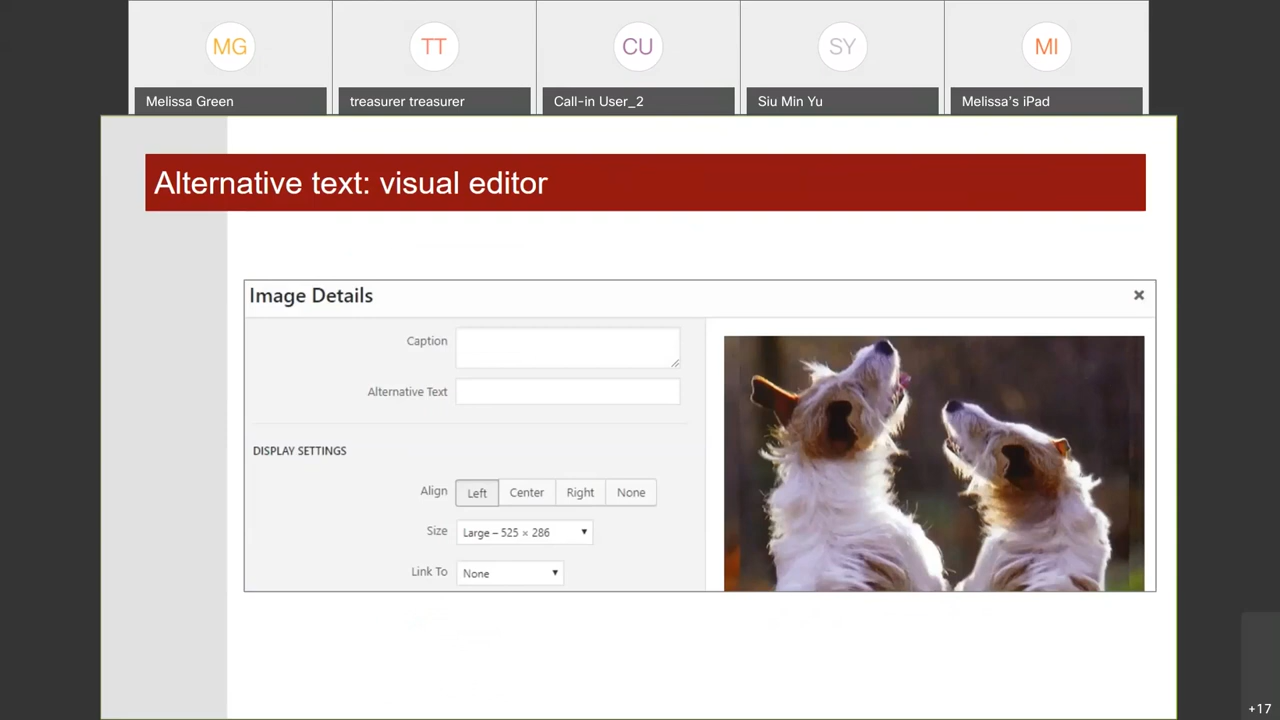 MG
TT
CU
SY
MI
Melissa Green
treasurer treasurer
Call-in User_2
Siu Min Yu
Melissa's iPad
Alternative text: visual editor
Image Details
×
Caption
Alternative Text
DISPLAY SETTINGS
Align Left Center Right None
Size Large – 525 × 286
Link To None
+17